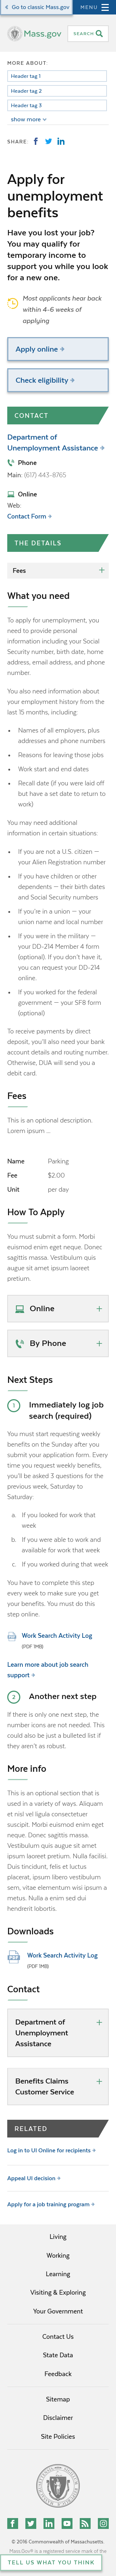 Go to classic Mass.gov
MENU
Mass.gov
SEARCH
MORE ABOUT
Header tag 1
Header tag 2
Header tag 3
show more
SHARE
Apply for
unemployment
benefits
Have you lost your job?
You may qualify for
temporary income to
support you while you look
for a new one.
Most applicants hear back
within 4–6 weeks of
applying
Apply online
Check eligibility
CONTACT
Department of
Unemployment Assistance
Phone
Main: (617) 443-8765
Online
Web:
Contact Form
THE DETAILS
Fees
What you need
To apply for unemployment, you
need to provide personal
information including your Social
Security number, birth date, home
address, email address, and phone
number.
You also need information about
your employment history from the
last 15 months, including:
Names of all employers, plus
addresses and phone numbers
Reasons for leaving those jobs
Work start and end dates
Recall date (if you were laid off
but have a set date to return to
work)
You may need additional
information in certain situations:
If you are not a U.S. citizen —
your Alien Registration number
If you have children or other
dependents — their birth dates
and Social Security numbers
If you're in a union — your
union name and local number
If you were in the military —
your DD-214 Member 4 form
(optional). If you don't have it,
you can request your DD-214
online.
If you worked for the federal
government — your SF8 form
(optional)
To receive payments by direct
deposit, you'll also need your bank
account details and routing number.
Otherwise, DUA will send you a
debit card.
Fees
This is an optional description.
Lorem ipsum ...
Name Parking
Fee $2.00
Unit per day
How To Apply
You must submit a form. Morbi
euismod enim eget neque. Donec
sagittis massa. Vestibulum quis
augue sit amet ipsum laoreet
pretium.
Online
By Phone
Next Steps
1 Immediately log job
search (required)
You must start requesting weekly
benefits on the Sunday after you
submit your application. Every time
you request weekly benefits,
you'll be asked 3 questions for the
previous week, Saturday to
Saturday:
a. If you looked for work that
week
b. If you were able to work and
available for work that week
c. If you worked during that week
You have to complete this step
every week to make sure you get
benefits. You must do this step
online.
Work Search Activity Log
(PDF 1MB)
Learn more about job search
support
2 Another next step
If there is only one next step, the
number icon is not needed. This
could also be just a bulleted list if
they aren't as robust.
More info
This is a description. Morbi
euismod enim eget neque. Aliquam
et nisl vel ligula consectetuer
suscipit. Morbi euismod enim eget
neque. Donec sagittis massa.
Vestibulum quis augue sit amet
ipsum laoreet pretium. Nulla facilisi.
Duis tincidunt, felis et luctus
placerat, ipsum libero vestibulum
sem, vitae elementum wisi ipsum a
metus. Nulla a enim sed dui
hendrerit lobortis.
Downloads
Work Search Activity Log
(PDF 1MB)
Contact
Department of
Unemployment
Assistance
Benefits Claims
Customer Service
RELATED
Log in to UI Online for recipients
Appeal UI decision
Apply for a job training program
Living
Working
Learning
Visiting & Exploring
Your Government
Contact Us
State Data
Feedback
Sitemap
Disclaimer
Site Policies
© 2016 Commonwealth of Massachusetts.
Mass.Gov® is a registered service mark of the
TELL US WHAT YOU THINK